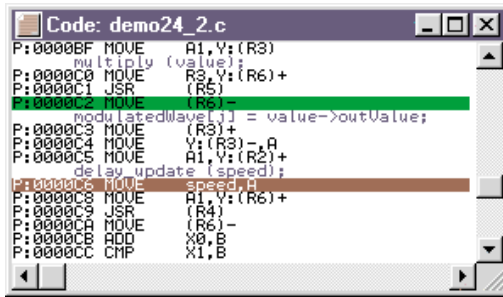 Code: demo24_2.c
P:0000BF MOVE A1,Y:(R3)
multiply (value);
P:0000C0 MOVE R3,Y:(R6)+
P:0000C1 JSR (R5)
P:0000C2 MOVE (R6)-
modulatedWave[j] = value->outValue;
P:0000C3 MOVE (R3)+
P:0000C4 MOVE Y:(R3)-,A
P:0000C5 MOVE A1,Y:(R2)+
delay_update (speed);
P:0000C6 MOVE speed,A
P:0000C8 MOVE A1,Y:(R6)+
P:0000C9 JSR (R4)
P:0000CA MOVE (R6)-
P:0000CB ADD X0,B
P:0000CC CMP X1,B